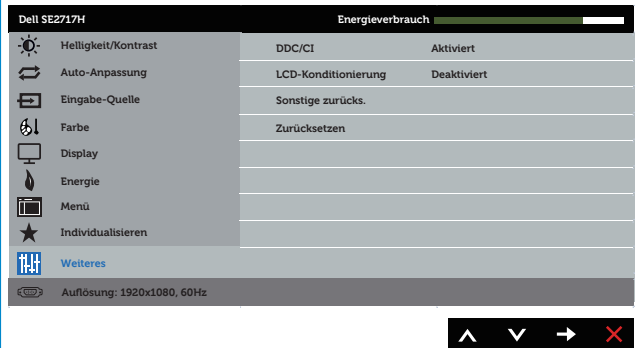 Dell SE2717H Energieverbrauch
Helligkeit/Kontrast DDC/CI Aktiviert
Auto-Anpassung LCD-Konditionierung Deaktiviert
Eingabe-Quelle Sonstige zurücks.
Farbe Zurücksetzen
Display
Energie
Menü
Individualisieren
Weiteres
Auflösung: 1920x1080, 60Hz